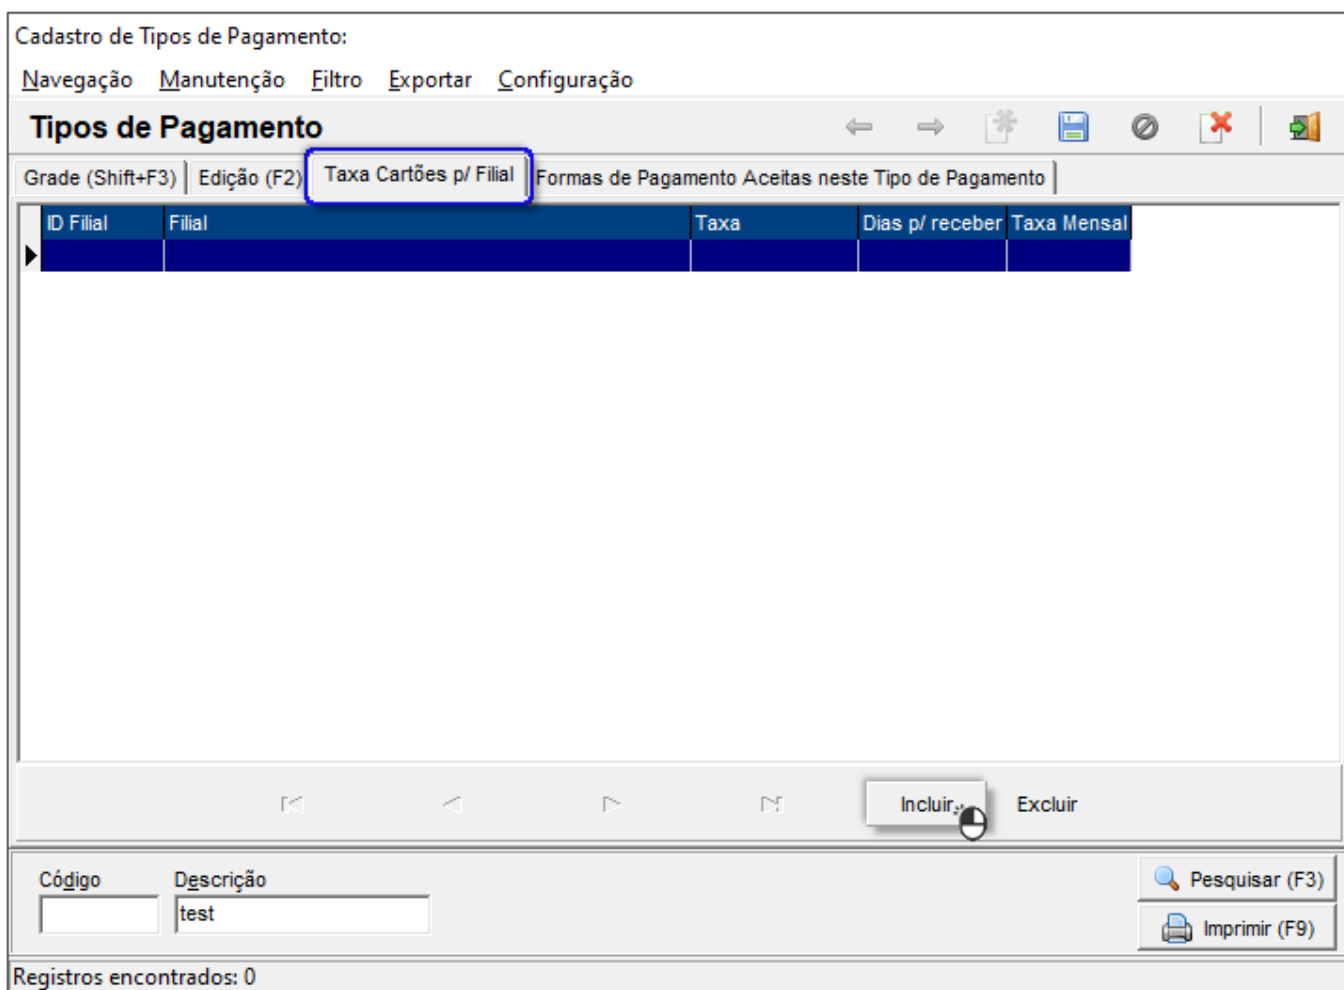 Cadastro de Tipos de Pagamento:
Navegação Manutenção Filtro Exportar Configuração
Tipos de Pagamento
Grade (Shift+F3) Edição (F2) Taxa Cartões p/ Filial Formas de Pagamento Aceitas neste Tipo de Pagamento
ID Filial Filial Taxa Dias p/ receber Taxa Mensal
Incluir Excluir
Código Descrição Pesquisar (F3)
test Imprimir (F9)
Registros encontrados: 0